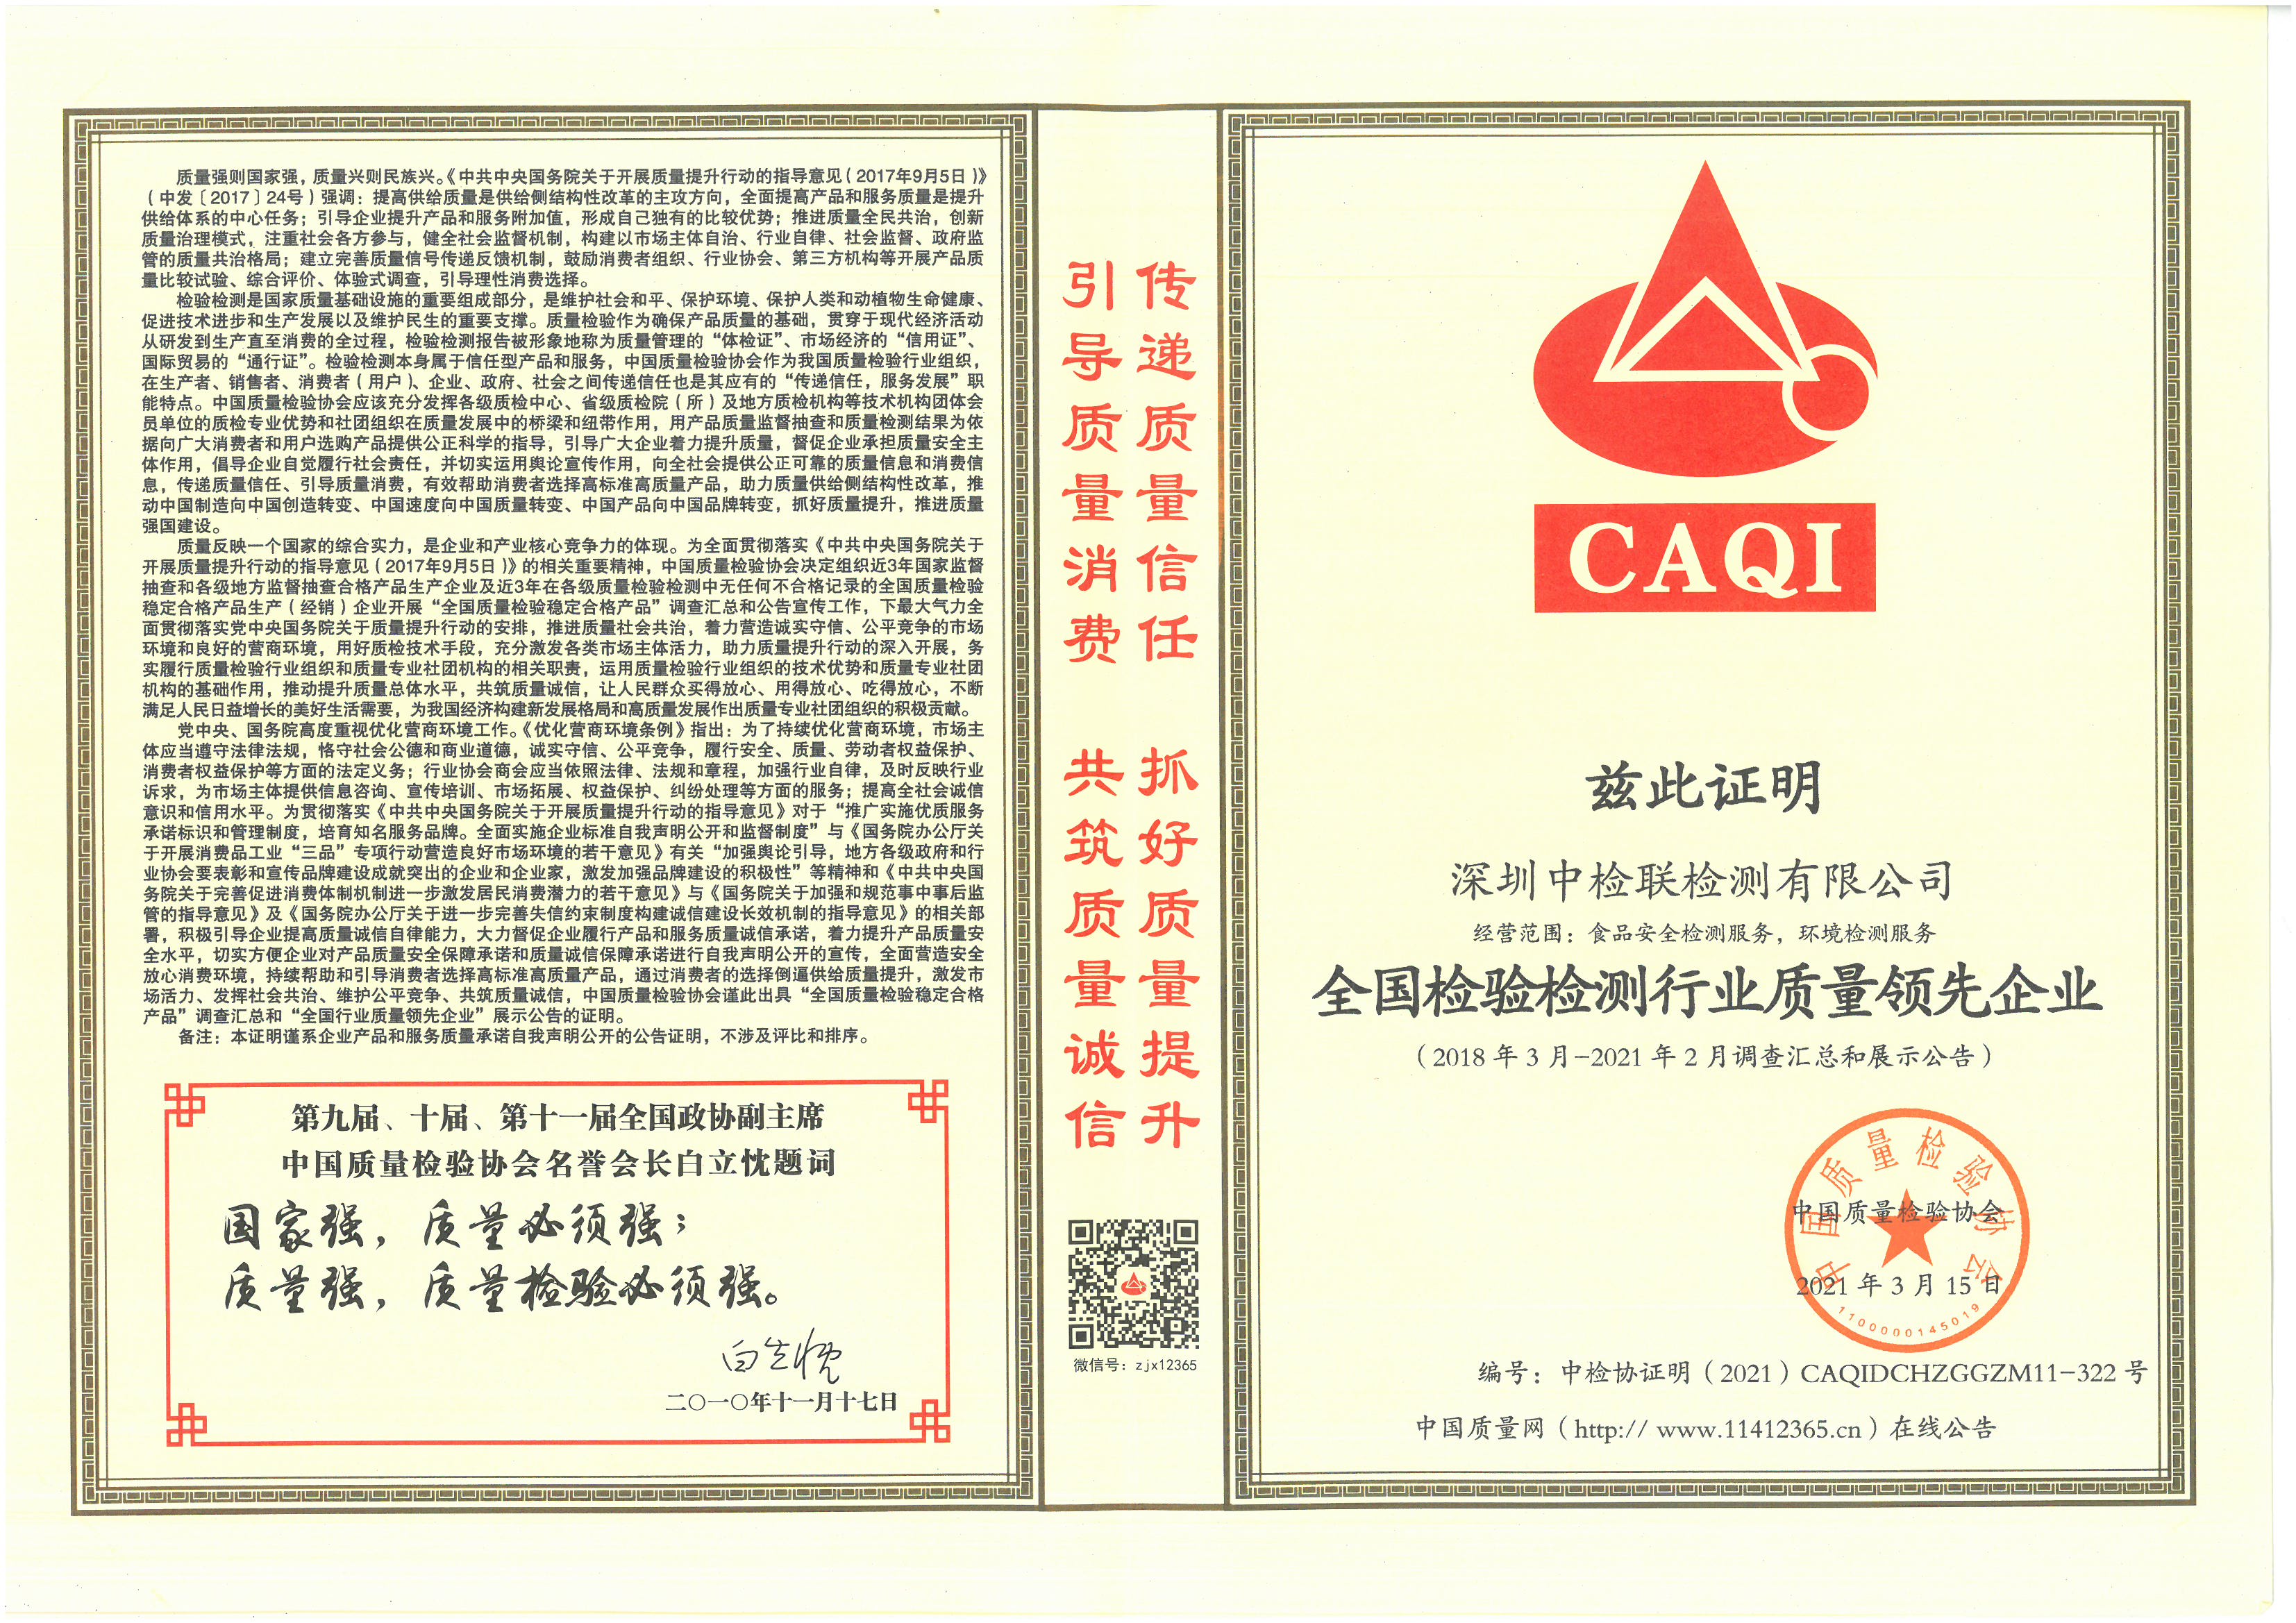 质量强则国家强，质量兴则民族兴。《中共中央国务院关于开展质量提升行动的指导意见（2017年9月5日）》
（中发〔2017〕24号）强调：提高供给质量是供给侧结构性改革的主攻方向，全面提高产品和服务质量是提升
供给体系的中心任务；引导企业提升产品和服务附加值，形成自己独有的比较优势；推进质量全民共治，创新
质量治理模式，注重社会各方参与，健全社会监督机制，构建以市场主体自治、行业自律、社会监督、政府监
管的质量共治格局；建立完善质量信号传递反馈机制，鼓励消费者组织、行业协会、第三方机构等开展产品质
量比较试验、综合评价、体验式调查，引导理性消费选择。
检验检测是国家质量基础设施的重要组成部分，是维护社会和平、保护环境、保护人类和动植物生命健康、
促进技术进步和生产发展以及维护民生的重要支撑。质量检验作为确保产品质量的基础，贯穿于现代经济活动
从研发到生产直至消费的全过程，检验检测报告被形象地称为质量管理的“体检证”、市场经济的“信用证”、
国际贸易的“通行证”。检验检测本身属于信任型产品和服务，中国质量检验协会作为我国质量检验行业组织，
在生产者、销售者、消费者（用户）、企业、政府、社会之间传递信任也是其应有的“传递信任，服务发展”职
能特点。中国质量检验协会应该充分发挥各级质检中心、省级质检院（所）及地方质检机构等技术机构团体会
员单位的质检专业优势和社团组织在质量发展中的桥梁和纽带作用，用产品质量监督抽查和质量检测结果为依
据向广大消费者和用户选购产品提供公正科学的指导，引导广大企业着力提升质量，督促企业承担质量安全主
体作用，倡导企业自觉履行社会责任，并切实运用舆论宣传作用，向全社会提供公正可靠的质量信息和消费信
息，传递质量信任、引导质量消费，有效帮助消费者选择高标准高质量产品，助力质量供给侧结构性改革，推
动中国制造向中国创造转变、中国速度向中国质量转变、中国产品向中国品牌转变，抓好质量提升，推进质量
强国建设。
质量反映一个国家的综合实力，是企业和产业核心竞争力的体现。为全面贯彻落实《中共中央国务院关于
开展质量提升行动的指导意见（2017年9月5日）》的相关重要精神，中国质量检验协会决定组织近3年国家监督
抽查和各级地方监督抽查合格产品生产企业及近3年在各级质量检验检测中无任何不合格记录的全国质量检验
稳定合格产品生产（经销）企业开展“全国质量检验稳定合格产品”调查汇总和公告宣传工作，下最大气力全
面贯彻落实党中央国务院关于质量提升行动的安排，推进质量社会共治，着力营造诚实守信、公平竞争的市场
环境和良好的营商环境，用好质检技术手段，充分激发各类市场主体活力，助力质量提升行动的深入开展，务
实履行质量检验行业组织和质量专业社团机构的相关职责，运用质量检验行业组织的技术优势和质量专业社团
机构的基础作用，推动提升质量总体水平，共筑质量诚信，让人民群众买得放心、用得放心、吃得放心，不断
满足人民日益增长的美好生活需要，为我国经济构建新发展格局和高质量发展作出质量专业社团组织的积极贡献。
党中央、国务院高度重视优化营商环境工作。《优化营商环境条例》指出：为了持续优化营商环境，市场主
体应当遵守法律法规，恪守社会公德和商业道德，诚实守信、公平竞争，履行安全、质量、劳动者权益保护、
消费者权益保护等方面的法定义务；行业协会商会应当依照法律、法规和章程，加强行业自律，及时反映行业
诉求，为市场主体提供信息咨询、宣传培训、市场拓展、权益保护、纠纷处理等方面的服务；提高全社会诚信
意识和信用水平。为贯彻落实《中共中央国务院关于开展质量提升行动的指导意见》对于“推广实施优质服务
承诺标识和管理制度，培育知名服务品牌。全面实施企业标准自我声明公开和监督制度”与《国务院办公厅关
于开展消费品工业“三品”专项行动营造良好市场环境的若干意见》有关“加强舆论引导，地方各级政府和行
业协会要表彰和宣传品牌建设成就突出的企业和企业家，激发加强品牌建设的积极性”等精神和《中共中央国
务院关于完善促进消费体制机制进一步激发居民消费潜力的若干意见》与《国务院关于加强和规范事中事后监
管的指导意见》及《国务院办公厅关于进一步完善失信约束制度构建诚信建设长效机制的指导意见》的相关部
署，积极引导企业提高质量诚信自律能力，大力督促企业履行产品和服务质量诚信承诺，着力提升产品质量安
全水平，切实方便企业对产品质量安全保障承诺和质量诚信保障承诺进行自我声明公开的宣传，全面营造安全
放心消费环境，持续帮助和引导消费者选择高标准高质量产品，通过消费者的选择倒逼供给质量提升，激发市
场活力、发挥社会共治、维护公平竞争、共筑质量诚信，中国质量检验协会谨此出具“全国质量检验稳定合格
产品”调查汇总和“全国行业质量领先企业”展示公告的证明。
备注：本证明谨系企业产品和服务质量承诺自我声明公开的公告证明，不涉及评比和排序。
第九届、十届、第十一届全国政协副主席
中国质量检验协会名誉会长白立忱题词
国家强，质量必须强；
质量强，质量检验必须强。
白立忱
二〇一〇年十一月十七日
传递质量信任 抓好质量提升
引导质量消费 共筑质量诚信
微信号：zjx12365
CAQI
兹此证明
深圳中检联检测有限公司
经营范围：食品安全检测服务，环境检测服务
全国检验检测行业质量领先企业
（2018 年 3 月-2021 年 2 月调查汇总和展示公告）
中国质量检验协会
中国质量检验协会
2021 年 3 月 15 日
1100000145019
编号：中检协证明（2021）CAQIDCHZGGZM11-322 号
中国质量网（http:// www.11412365.cn）在线公告